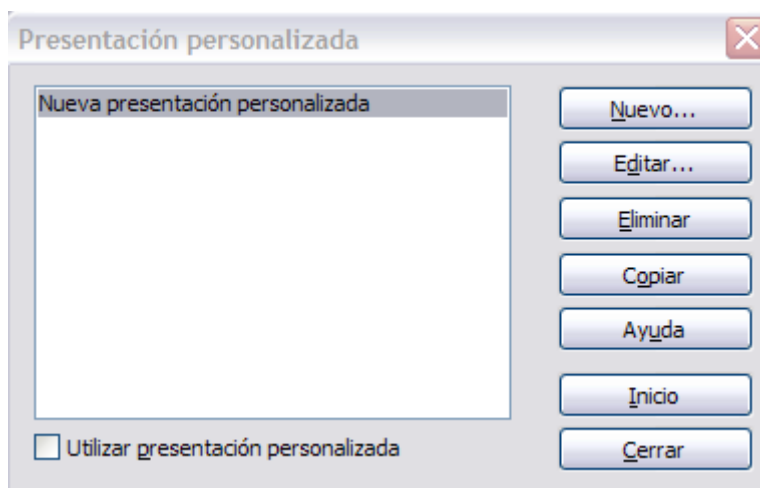 Presentación personalizada
Nueva presentación personalizada
Nuevo...
Editar...
Eliminar
Copiar
Ayuda
Inicio
Utilizar presentación personalizada
Cerrar